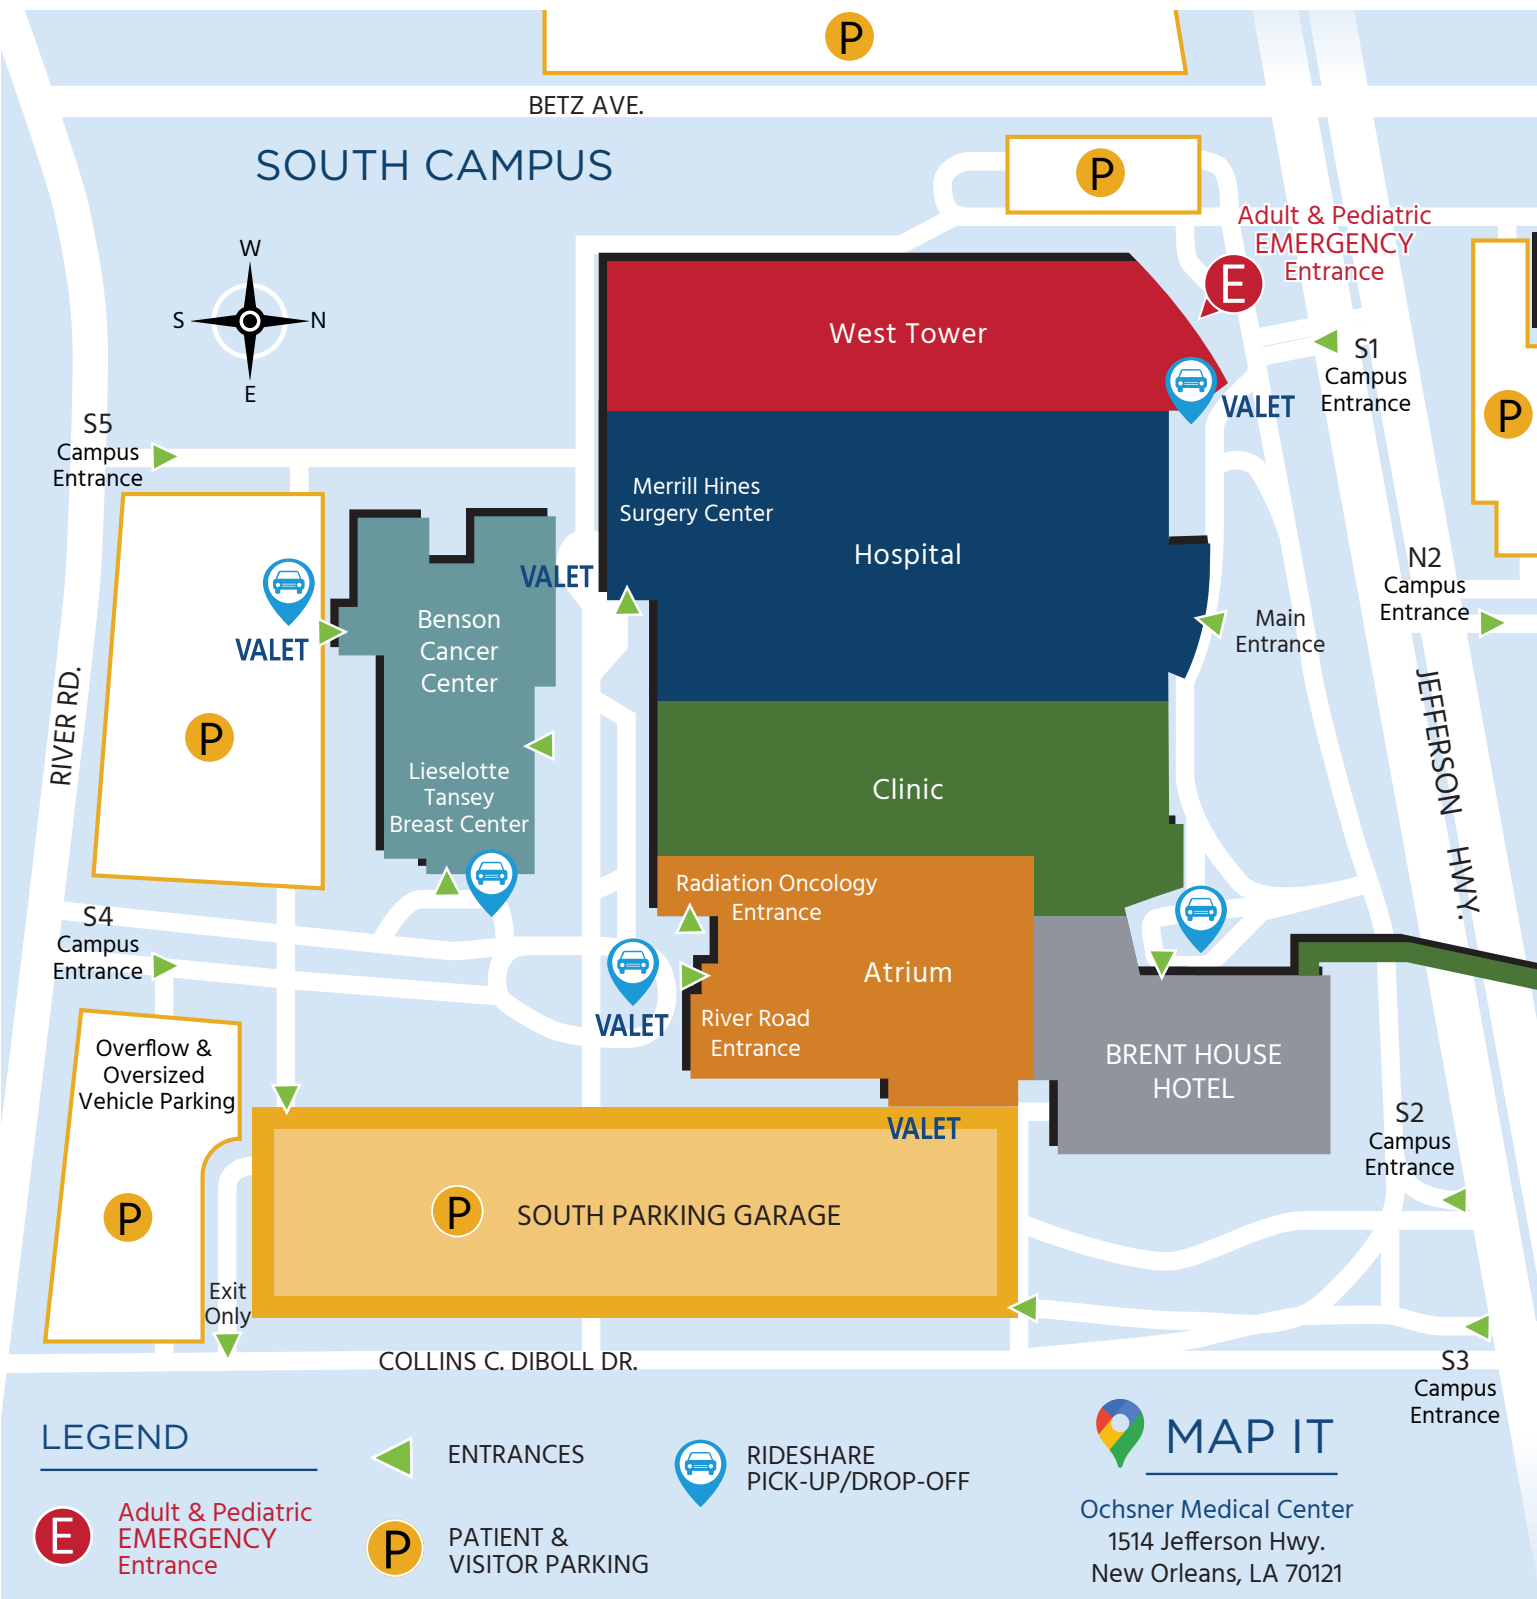 P
BETZ AVE.
SOUTH CAMPUS
P
Adult & Pediatric
EMERGENCY
Entrance
E
W
S
N
E
West Tower
S1
Campus
Entrance
VALET
P
S5
Campus
Entrance
Merrill Hines
Surgery Center
Hospital
N2
Campus
Entrance
VALET
Main
Entrance
VALET
Benson
Cancer
Center
RIVER RD.
P
JEFFERSON HWY.
Lieselotte
Tansey
Breast Center
Clinic
Radiation Oncology
Entrance
S4
Campus
Entrance
Atrium
VALET
River Road
Entrance
Overflow &
Oversized
Vehicle Parking
BRENT HOUSE
HOTEL
S2
Campus
Entrance
VALET
P
P
SOUTH PARKING GARAGE
Exit
Only
COLLINS C. DIBOLL DR.
S3
Campus
Entrance
LEGEND
E
Adult & Pediatric
EMERGENCY
Entrance
ENTRANCES
P
PATIENT &
VISITOR PARKING
RIDESHARE
PICK-UP/DROP-OFF
MAP IT
Ochsner Medical Center
1514 Jefferson Hwy.
New Orleans, LA 70121